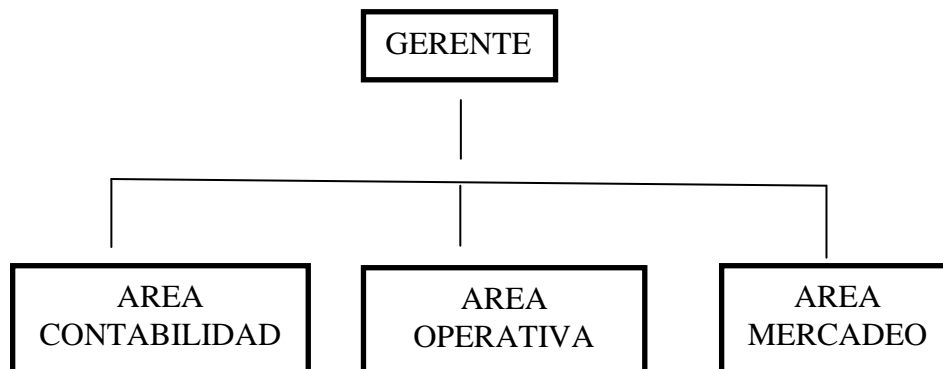 GERENTE
AREA
CONTABILIDAD
AREA
OPERATIVA
AREA
MERCADEO